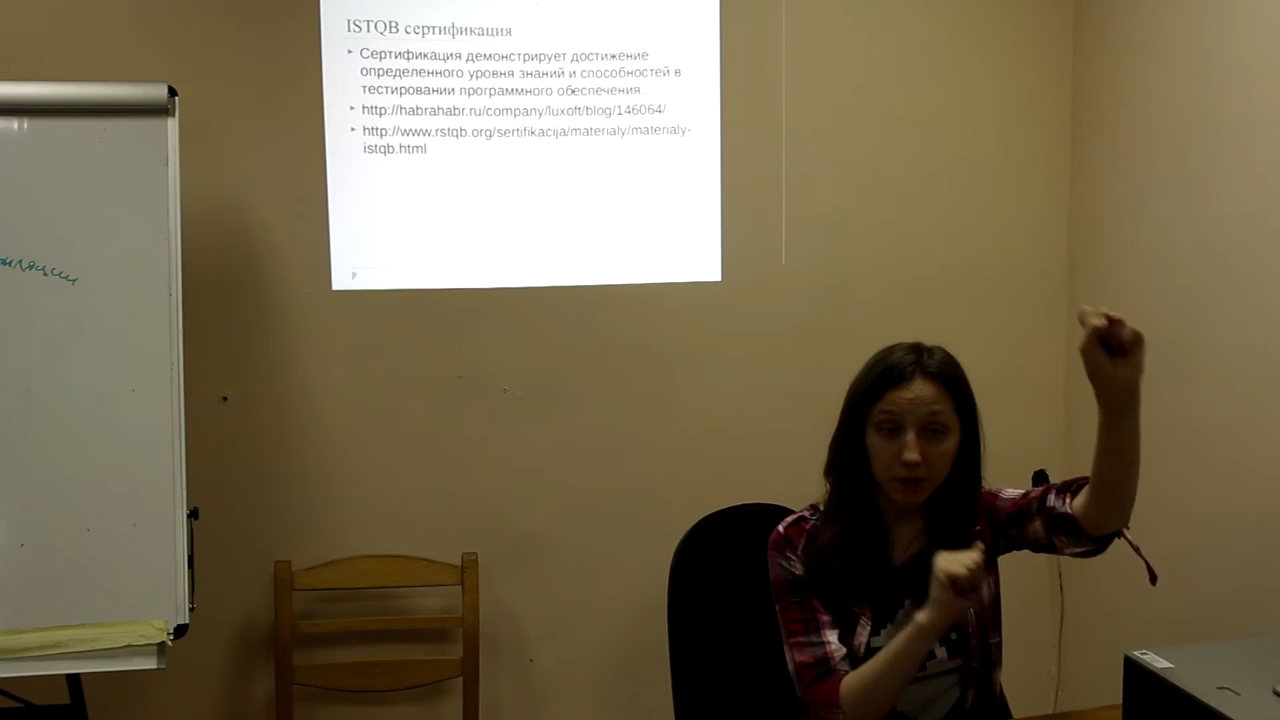 ISTQB сертификация
Сертификация демонстрирует достижение
определенного уровня знаний и способностей в
тестировании программного обеспечения.
http://habrahabr.ru/company/luxoft/blog/146064/
http://www.rstqb.org/sertifikacija/materialy/materialy-
istqb.html